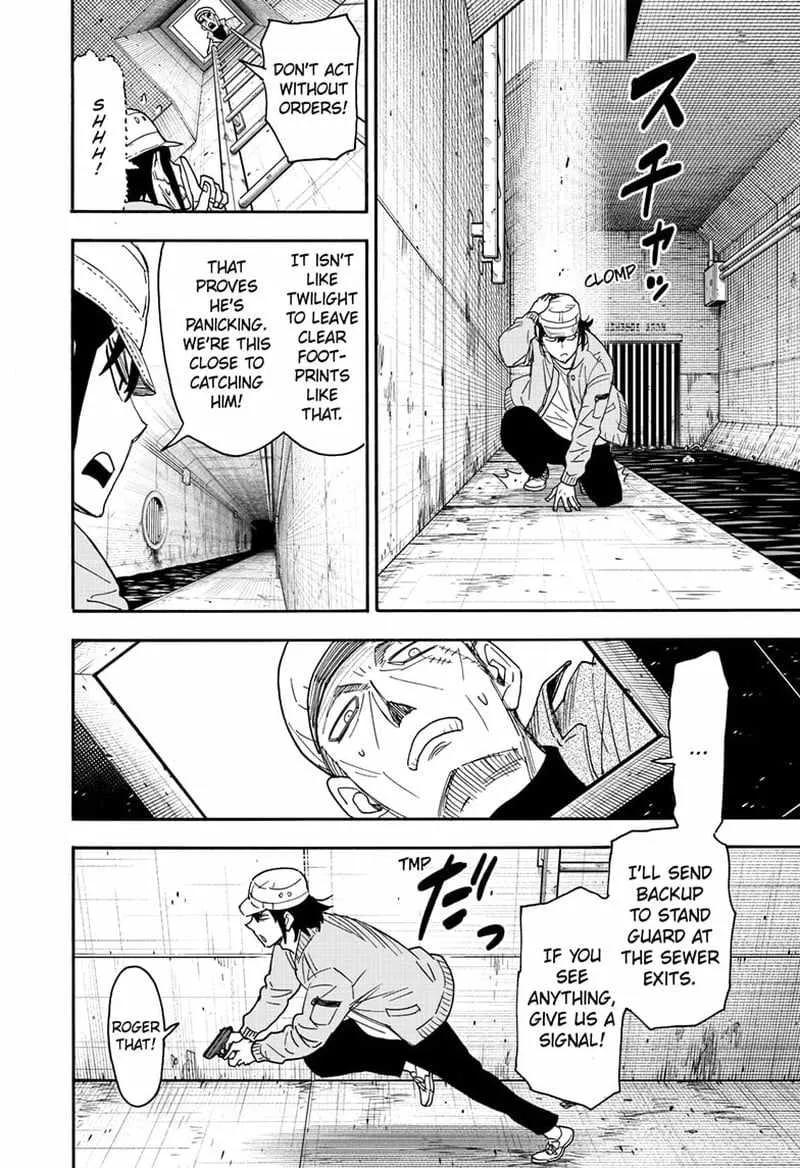 スチャッ
CLOMP
DON'T ACT
WITHOUT
ORDERS!
SHHH!
IT ISN'T
LIKE
TWILIGHT
TO LEAVE
CLEAR
FOOT-
PRINTS
LIKE
THAT.
THAT
PROVES
HE'S
PANICKING.
WE'RE THIS
CLOSE TO
CATCHING
HIM!
...
I'LL SEND
BACKUP
TO STAND
GUARD AT
THE SEWER
EXITS.
IF YOU
SEE
ANYTHING,
GIVE US A
SIGNAL!
TMP
だっ
ROGER
THAT!